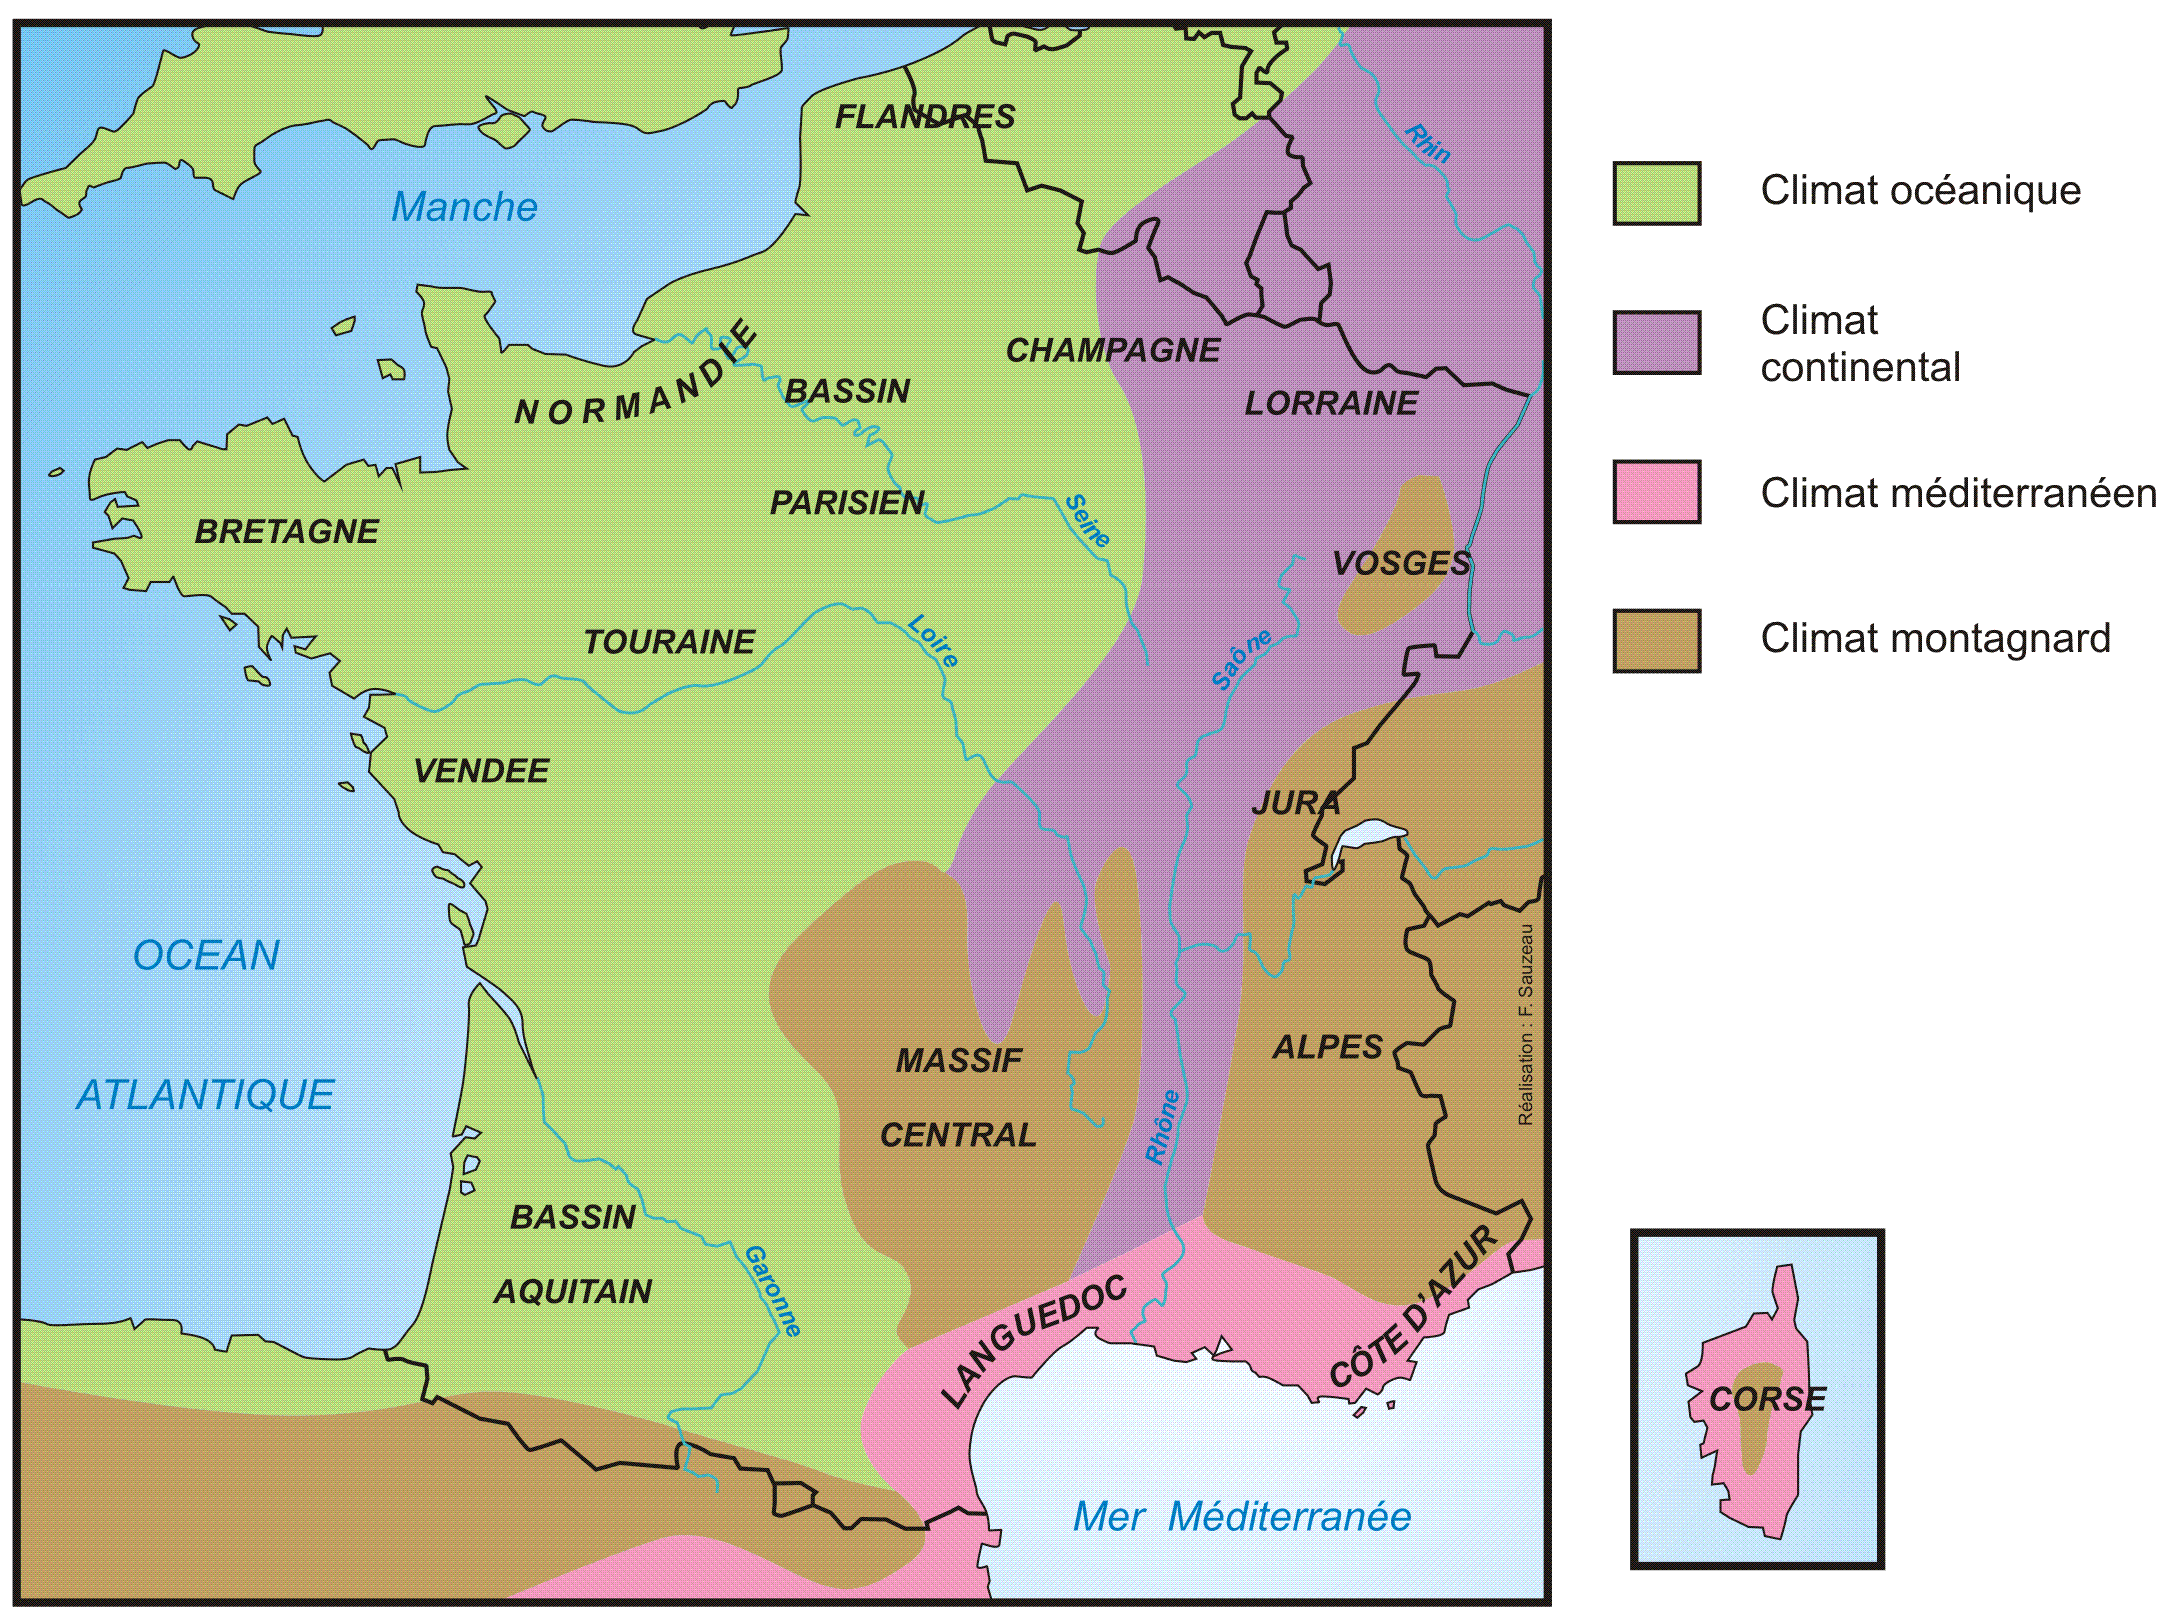 FLANDRES
Rhin
Manche
Climat océanique
Climat
continental
NORMANDIE
CHAMPAGNE
BASSIN
LORRAINE
PARISIEN
Seine
Climat méditerranéen
BRETAGNE
VOSGES
TOURAINE
Loire
Saône
Climat montagnard
VENDEE
JURA
OCEAN
ATLANTIQUE
MASSIF
CENTRAL
ALPES
Réalisation : F. Sauzeau
Rhône
BASSIN
AQUITAIN
Garonne
LANGUEDOC
CÔTE D'AZUR
CORSE
Mer Méditerranée